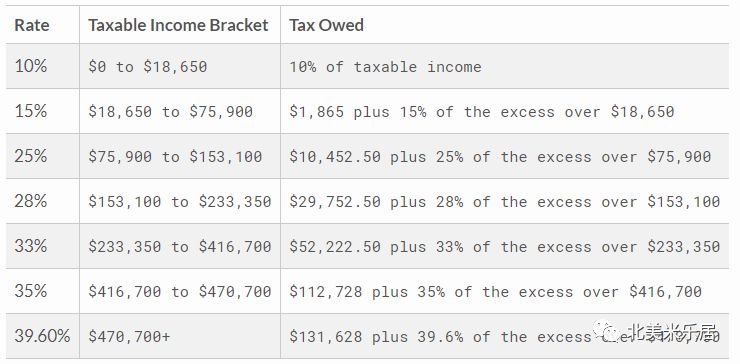 Rate Taxable Income Bracket Tax Owed
10% $0 to $18,650 10% of taxable income
15% $18,650 to $75,900 $1,865 plus 15% of the excess over $18,650
25% $75,900 to $153,100 $10,452.50 plus 25% of the excess over $75,900
28% $153,100 to $233,350 $29,752.50 plus 28% of the excess over $153,100
33% $233,350 to $416,700 $52,222.50 plus 33% of the excess over $233,350
35% $416,700 to $470,700 $112,728 plus 35% of the excess over $416,700
39.60% $470,700+ $131,628 plus 39.6% of the excess over
北美米乐居